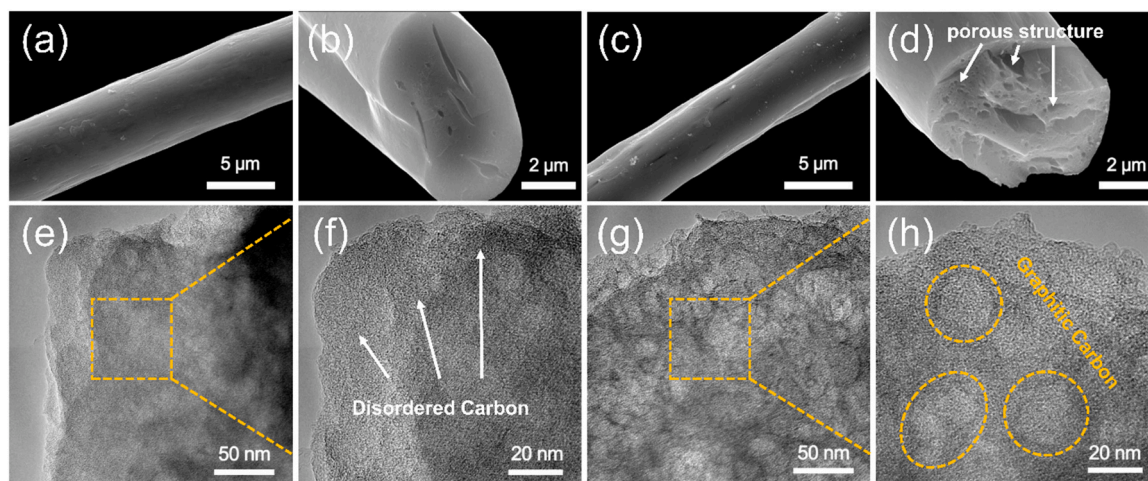 (a)
5 µm
(b)
2 µm
(c)
5 µm
(d)
porous structure
2 µm
(e)
50 nm
(f)
Disordered Carbon
20 nm
(g)
50 nm
(h)
Graphitic Carbon
20 nm